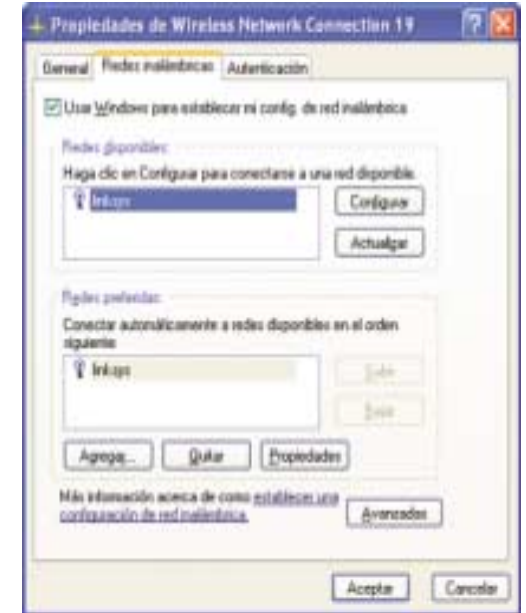 Propiedades de Wireless Network Connection 19
General
Redes inalámbricas
Autenticación
Usar Windows para establecer mi config. de red inalámbrica
Redes disponibles:
Haga clic en Configurar para conectarse a una red disponible.
linksys
Configurar
Actualizar
Redes preferidas:
Conectar automáticamente a redes disponibles en el orden
siguiente:
linksys
Subir
Bajar
Agregar...
Quitar
Propiedades
Más información acerca de como establecer una
configuración de red inalámbrica.
Avanzadas
Aceptar
Cancelar